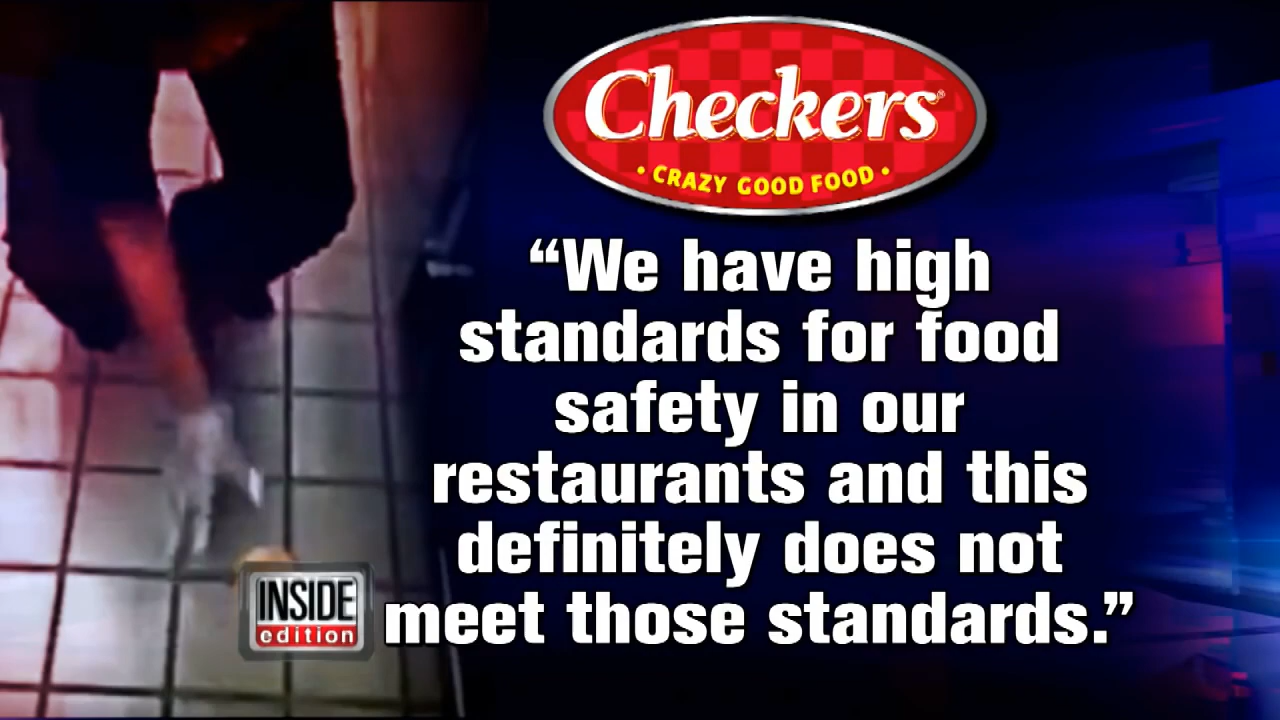 Checkers®
• CRAZY GOOD FOOD •
“We have high
standards for food
safety in our
restaurants and this
definitely does not
meet those standards.”
INSIDE
edition